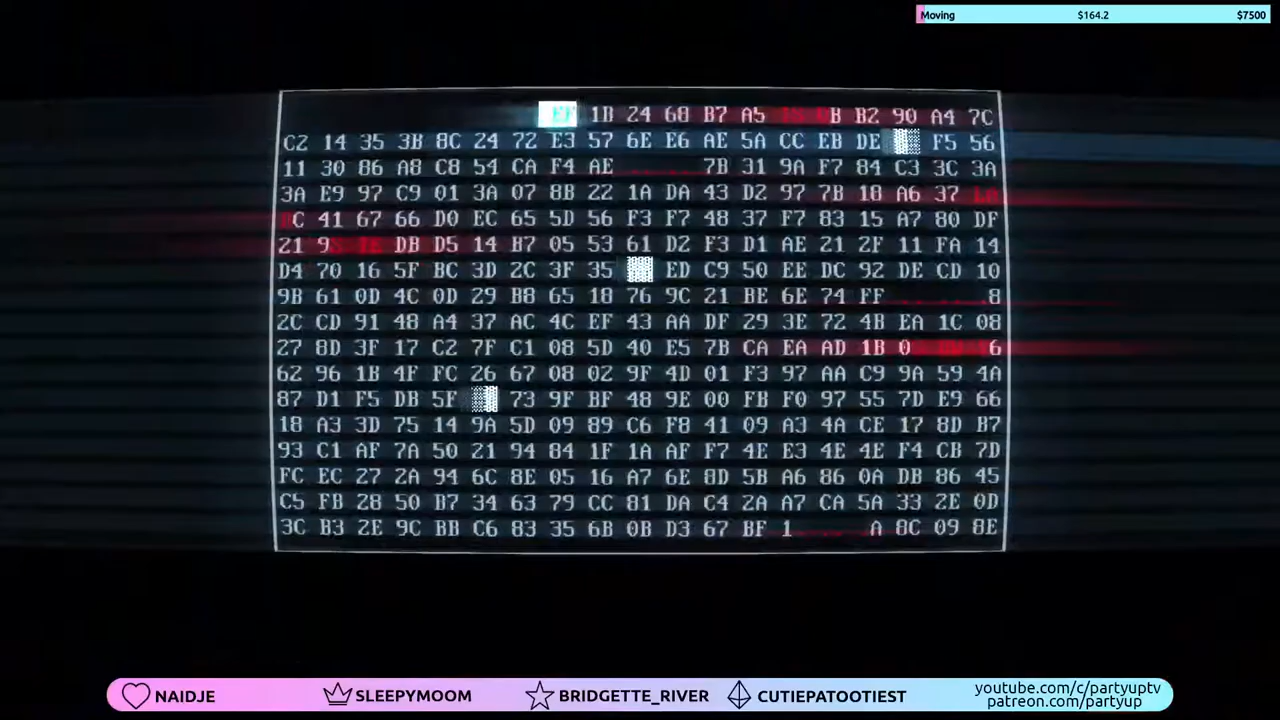 Moving $164.2 $7500
1B 24 68 B7 A5 B B2 90 A4 7C
C2 14 35 3B 8C 24 72 E3 57 6E E6 AE 5A CC EB DE F5 56
11 30 86 A8 C8 54 CA F4 AE 7B 31 9A F7 84 C3 3C 3A
3A E9 97 C9 01 3A 07 8B 22 1A DA 43 D2 97 7B 18 A6 37
C 41 67 66 D0 EC 65 5D 56 F3 F7 48 37 F7 83 15 A7 80 DF
21 9 DB D5 14 B7 05 53 61 D2 F3 D1 AE 21 2F 11 FA 14
D4 70 16 5F BC 3D 2C 3F 35 ED C9 50 EE DC 92 DE CD 10
9B 61 0D 4C 0D 29 B8 65 18 76 9C 21 BE 6E 74 FF 8
2C CD 91 48 A4 37 AC 4C EF 43 AA DF 29 3E 72 4B EA 1C 08
27 8D 3F 17 C2 7F C1 08 5D 40 E5 7B CA EA AD 1B 0 6
62 96 1B 4F FC 26 67 08 02 9F 4D 01 F3 97 AA C9 9A 59 4A
87 D1 F5 DB 5F 73 9F BF 48 9E 00 FB F0 97 55 7D E9 66
18 A3 3D 75 14 9A 5D 09 89 C6 F8 41 09 A3 4A CE 17 8D B7
93 C1 AF 7A 50 21 94 84 1F 1A AF F7 4E E3 4E 4E F4 CB 7D
FC EC 27 2A 94 6C 8E 05 16 A7 6E 8D 5B A6 86 0A DB 86 45
C5 FB 28 50 B7 34 63 79 CC 81 DA C4 2A A7 CA 5A 33 2E 0D
3C B3 2E 9C BB C6 83 35 6B 0B D3 67 BF 1 A 8C 09 8E
NAIDJE SLEEPYMOOM BRIDGETTE_RIVER CUTIEPATOOTIEST
youtube.com/c/partyuptv
patreon.com/partyup